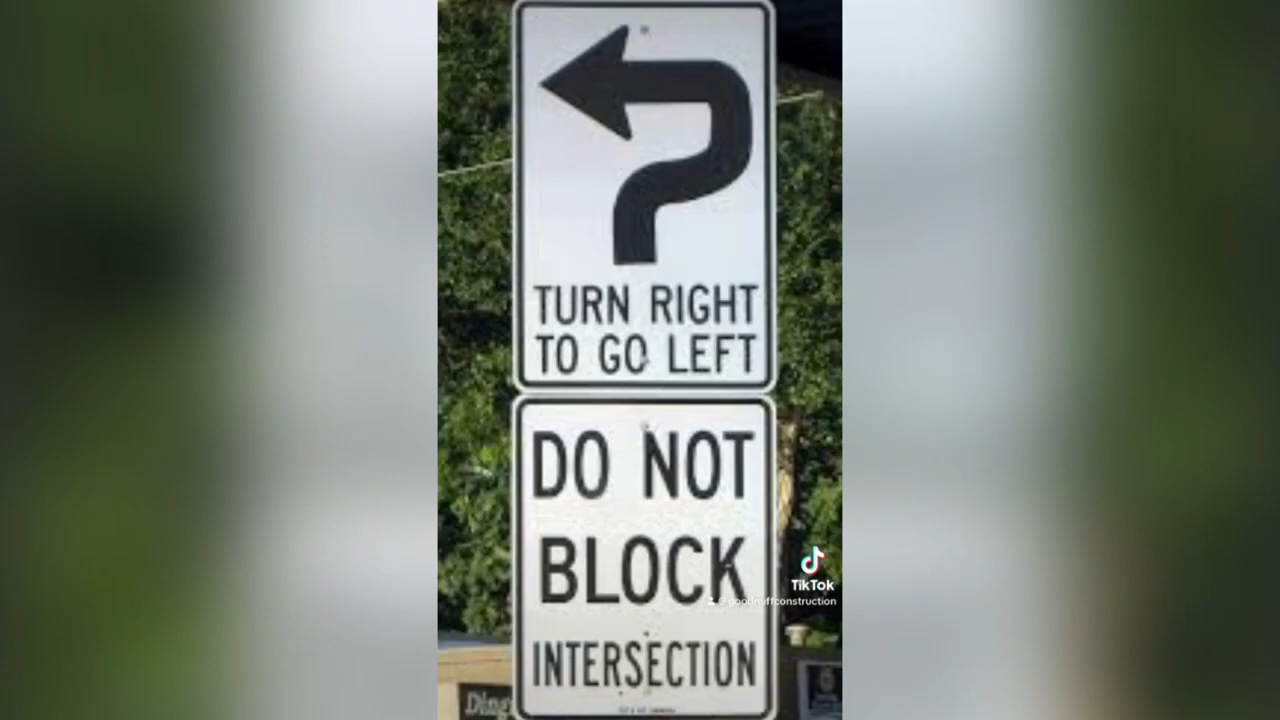 TURN RIGHT
TO GO LEFT
DO NOT
BLOCK
INTERSECTION
TikTok